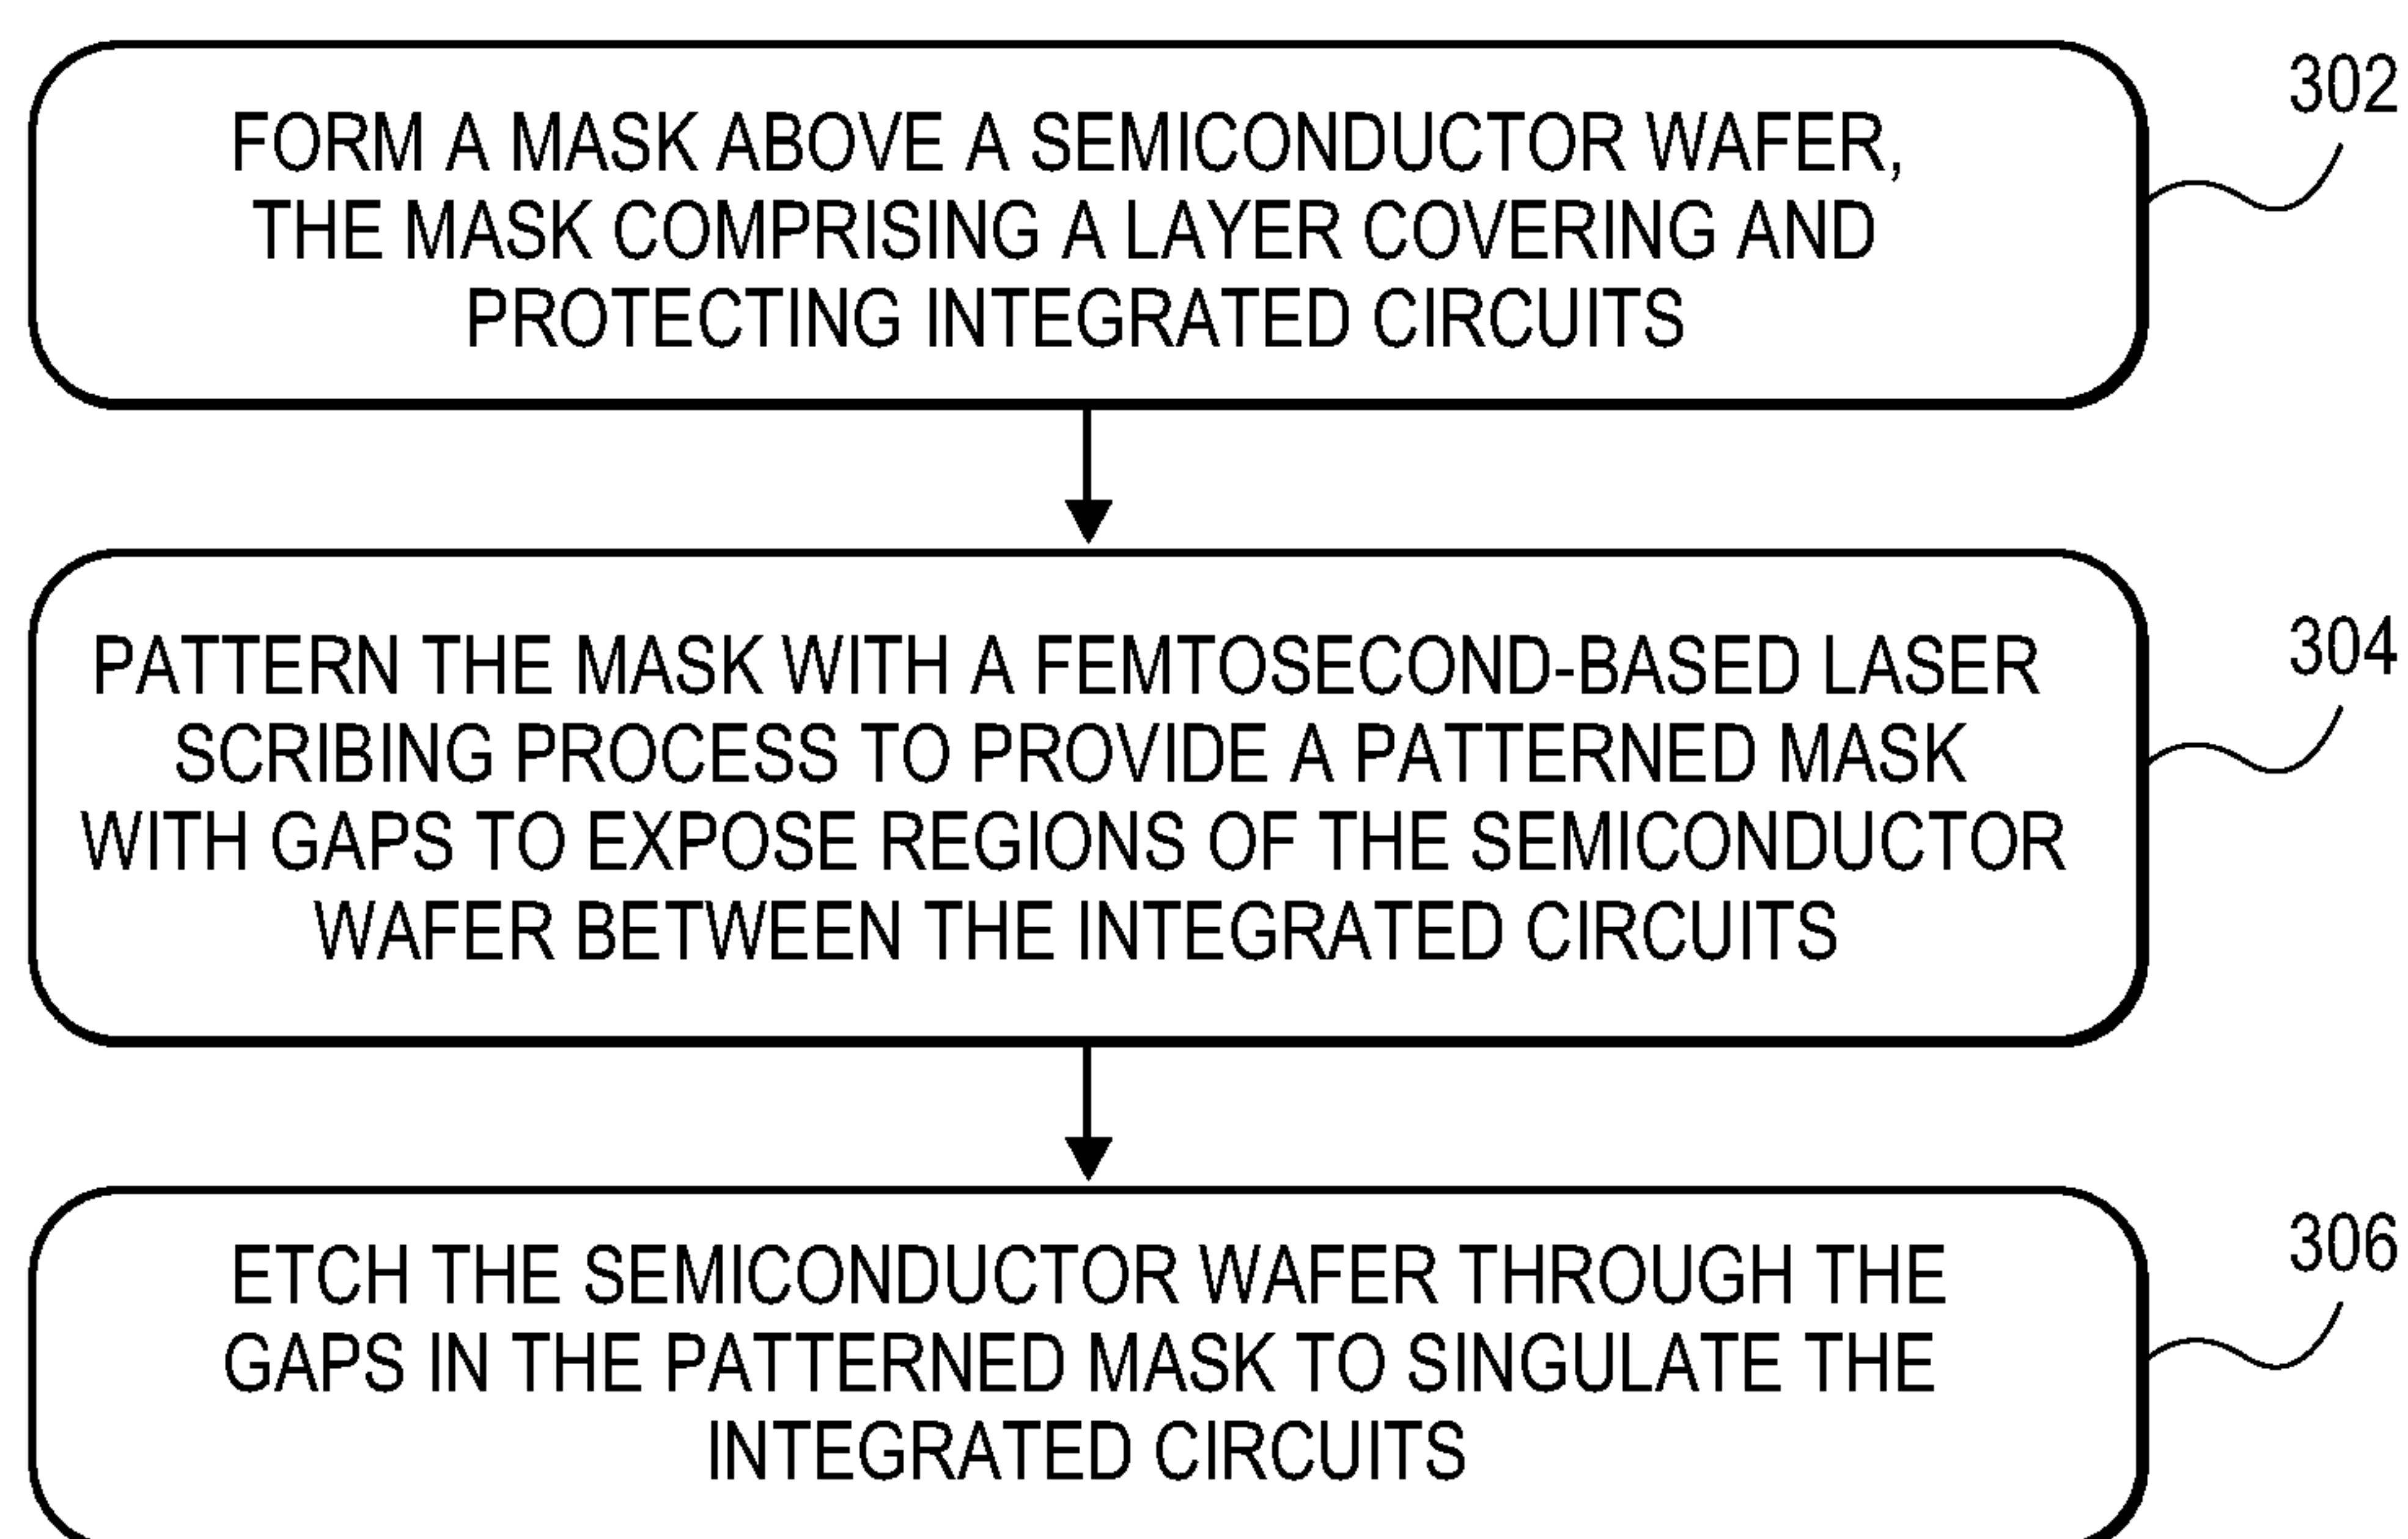 302
FORM A MASK ABOVE A SEMICONDUCTOR WAFER,
THE MASK COMPRISING A LAYER COVERING AND
PROTECTING INTEGRATED CIRCUITS
304
PATTERN THE MASK WITH A FEMTOSECOND-BASED LASER
SCRIBING PROCESS TO PROVIDE A PATTERNED MASK
WITH GAPS TO EXPOSE REGIONS OF THE SEMICONDUCTOR
WAFER BETWEEN THE INTEGRATED CIRCUITS
306
ETCH THE SEMICONDUCTOR WAFER THROUGH THE
GAPS IN THE PATTERNED MASK TO SINGULATE THE
INTEGRATED CIRCUITS